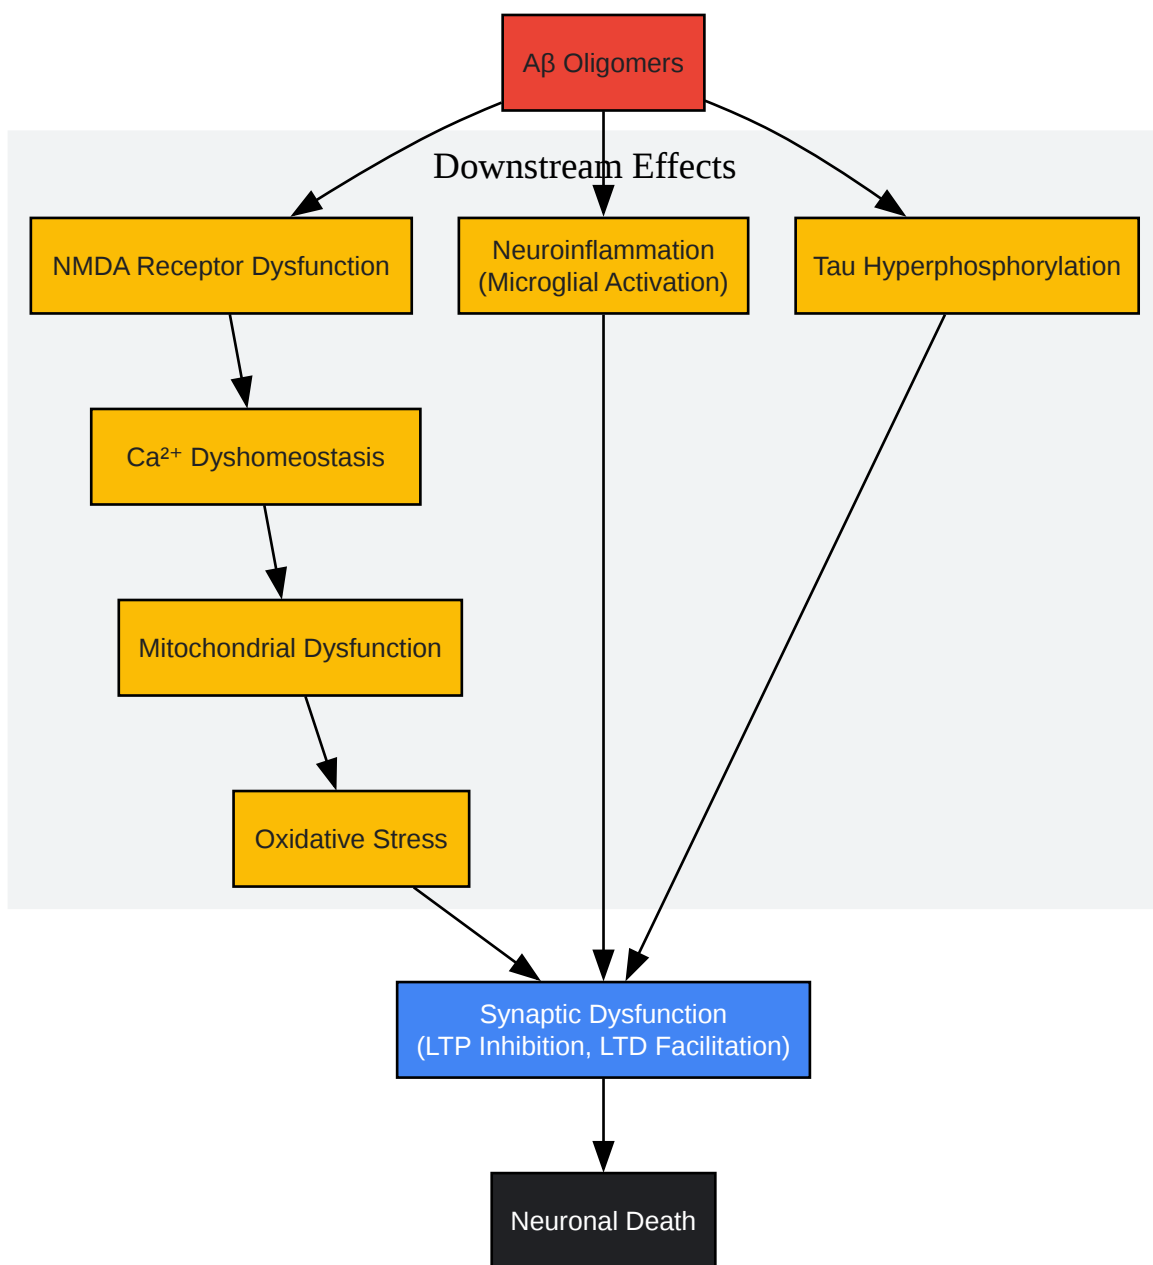 Aβ Oligomers
Downstream Effects
NMDA Receptor Dysfunction
Neuroinflammation
(Microglial Activation)
Tau Hyperphosphorylation
Ca²⁺ Dyshomeostasis
Mitochondrial Dysfunction
Oxidative Stress
Synaptic Dysfunction
(LTP Inhibition, LTD Facilitation)
Neuronal Death